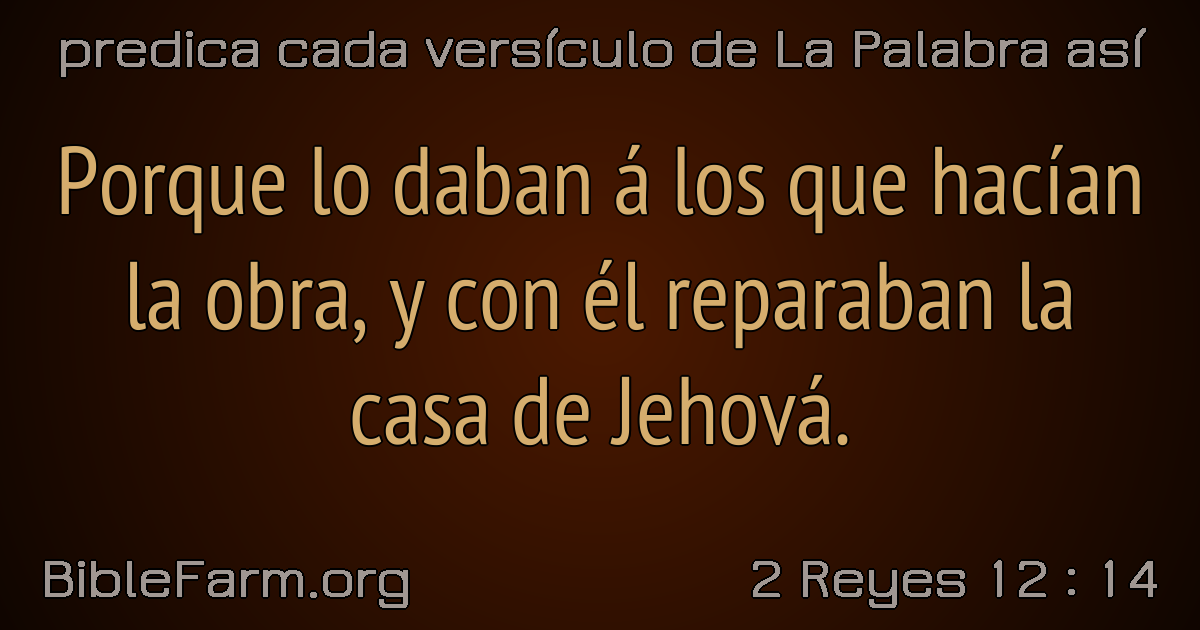 predica cada versículo de La Palabra así
Porque lo daban á los que hacían
la obra, y con él reparaban la
casa de Jehová.
BibleFarm.org
2 Reyes 12 : 14